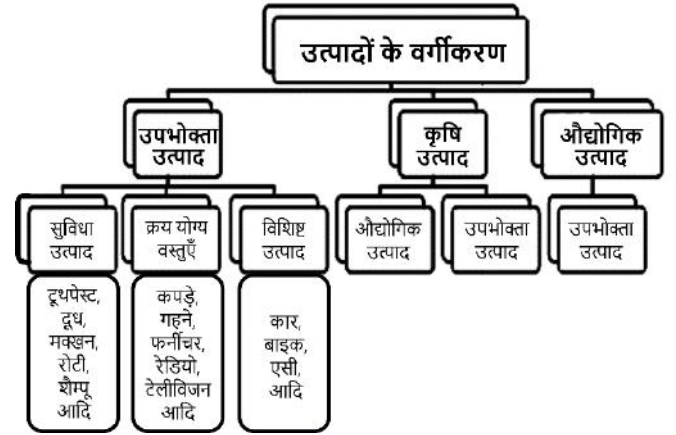 उत्पादों के वर्गीकरण
उपभोक्ता
उत्पाद
कृषि
उत्पाद
औद्योगिक
उत्पाद
सुविधा
उत्पाद
क्रय योग्य
वस्तुएँ
विशिष्ट
उत्पाद
औद्योगिक
उत्पाद
उपभोक्ता
उत्पाद
उपभोक्ता
उत्पाद
टूथपेस्ट,
दूध,
मक्खन,
रोटी,
शैम्पू
आदि
कपड़े,
गहने,
फर्नीचर,
रेडियो,
टेलीविजन
आदि
कार,
बाइक,
एसी,
आदि